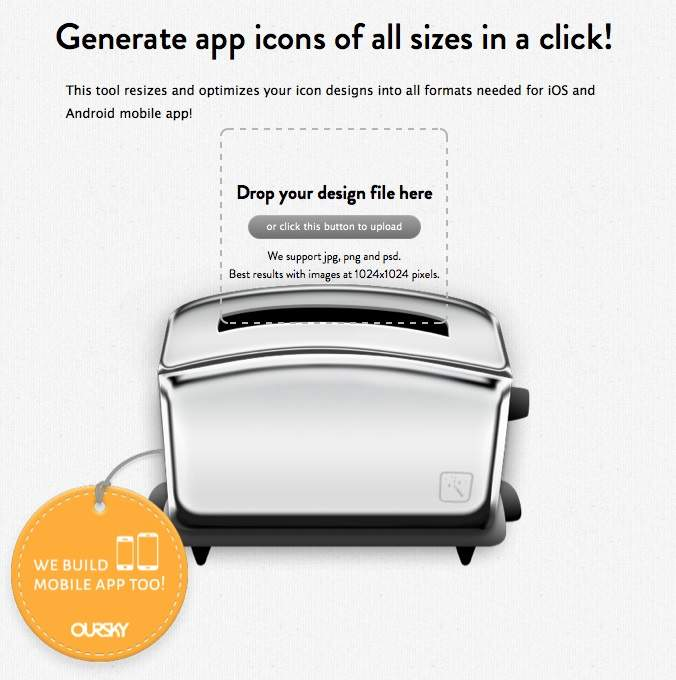 Generate app icons of all sizes in a click!
This tool resizes and optimizes your icon designs into all formats needed for iOS and
Android mobile app!
Drop your design file here
or click this button to upload
We support jpg, png and psd.
Best results with images at 1024x1024 pixels.
WE BUILD
MOBILE APP TOO!
OURSKY